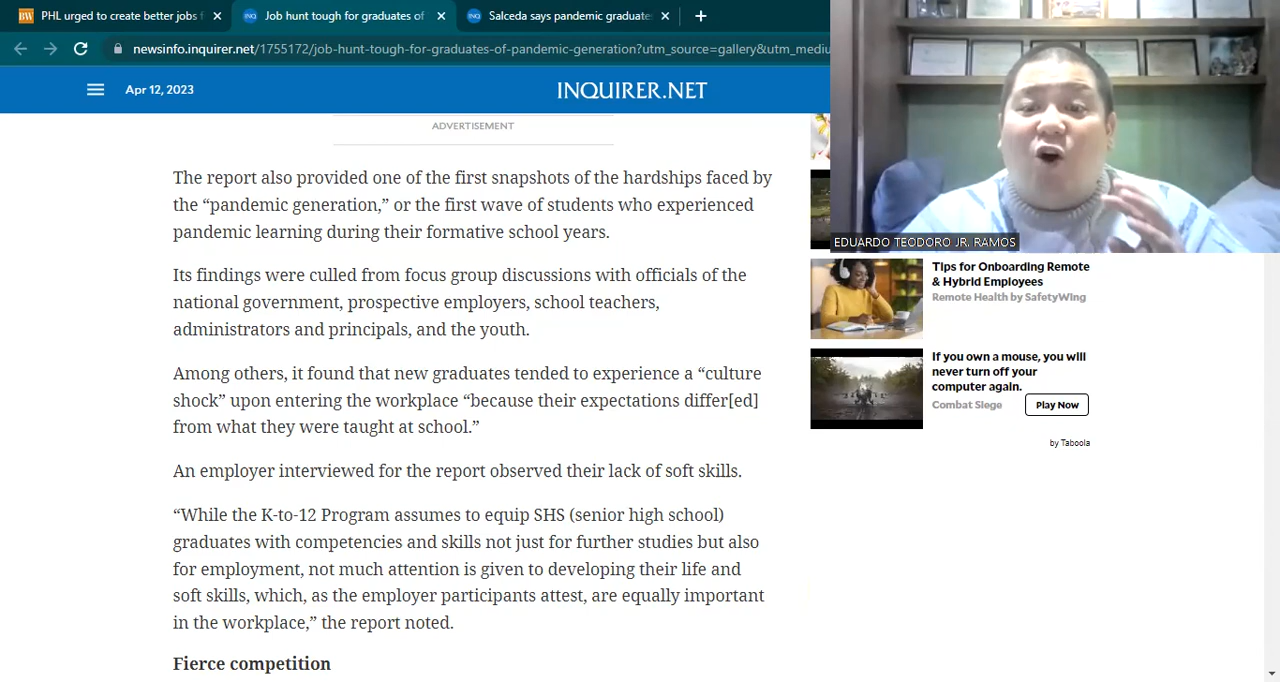 PHL urged to create better jobs f
Job hunt tough for graduates of
Salceda says pandemic graduate
newsinfo.inquirer.net/1755172/job-hunt-tough-for-graduates-of-pandemic-generation?utm_source=gallery&utm_mediu
Apr 12, 2023
INQUIRER.NET
ADVERTISEMENT
The report also provided one of the first snapshots of the hardships faced by
the “pandemic generation,” or the first wave of students who experienced
pandemic learning during their formative school years.
Its findings were culled from focus group discussions with officials of the
national government, prospective employers, school teachers,
administrators and principals, and the youth.
Among others, it found that new graduates tended to experience a “culture
shock” upon entering the workplace “because their expectations differ[ed]
from what they were taught at school.”
An employer interviewed for the report observed their lack of soft skills.
“While the K-to-12 Program assumes to equip SHS (senior high school)
graduates with competencies and skills not just for further studies but also
for employment, not much attention is given to developing their life and
soft skills, which, as the employer participants attest, are equally important
in the workplace,” the report noted.
Fierce competition
EDUARDO TEODORO JR. RAMOS
Tips for Onboarding Remote
& Hybrid Employees
Remote Health by SafetyWing
If you own a mouse, you will
never turn off your
computer again.
Combat Siege
Play Now
by Taboola